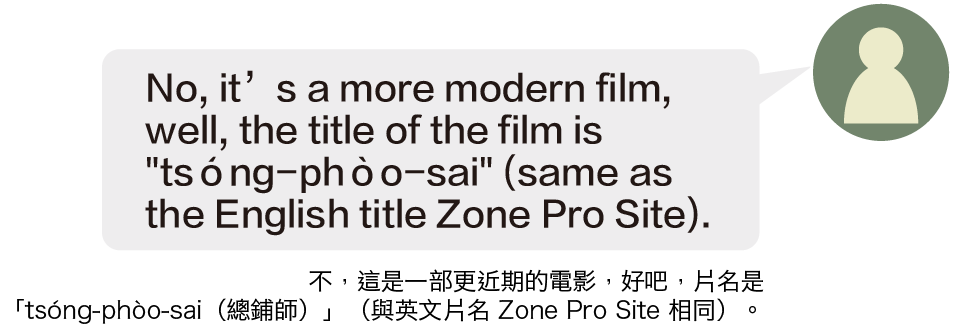 No, it’s a more modern film,
well, the title of the film is
"tsóng-phòo-sai" (same as
the English title Zone Pro Site).
不，這是一部更近期的電影，好吧，片名是
「tsóng-phòo-sai（總鋪師）」（與英文片名 Zone Pro Site 相同）。